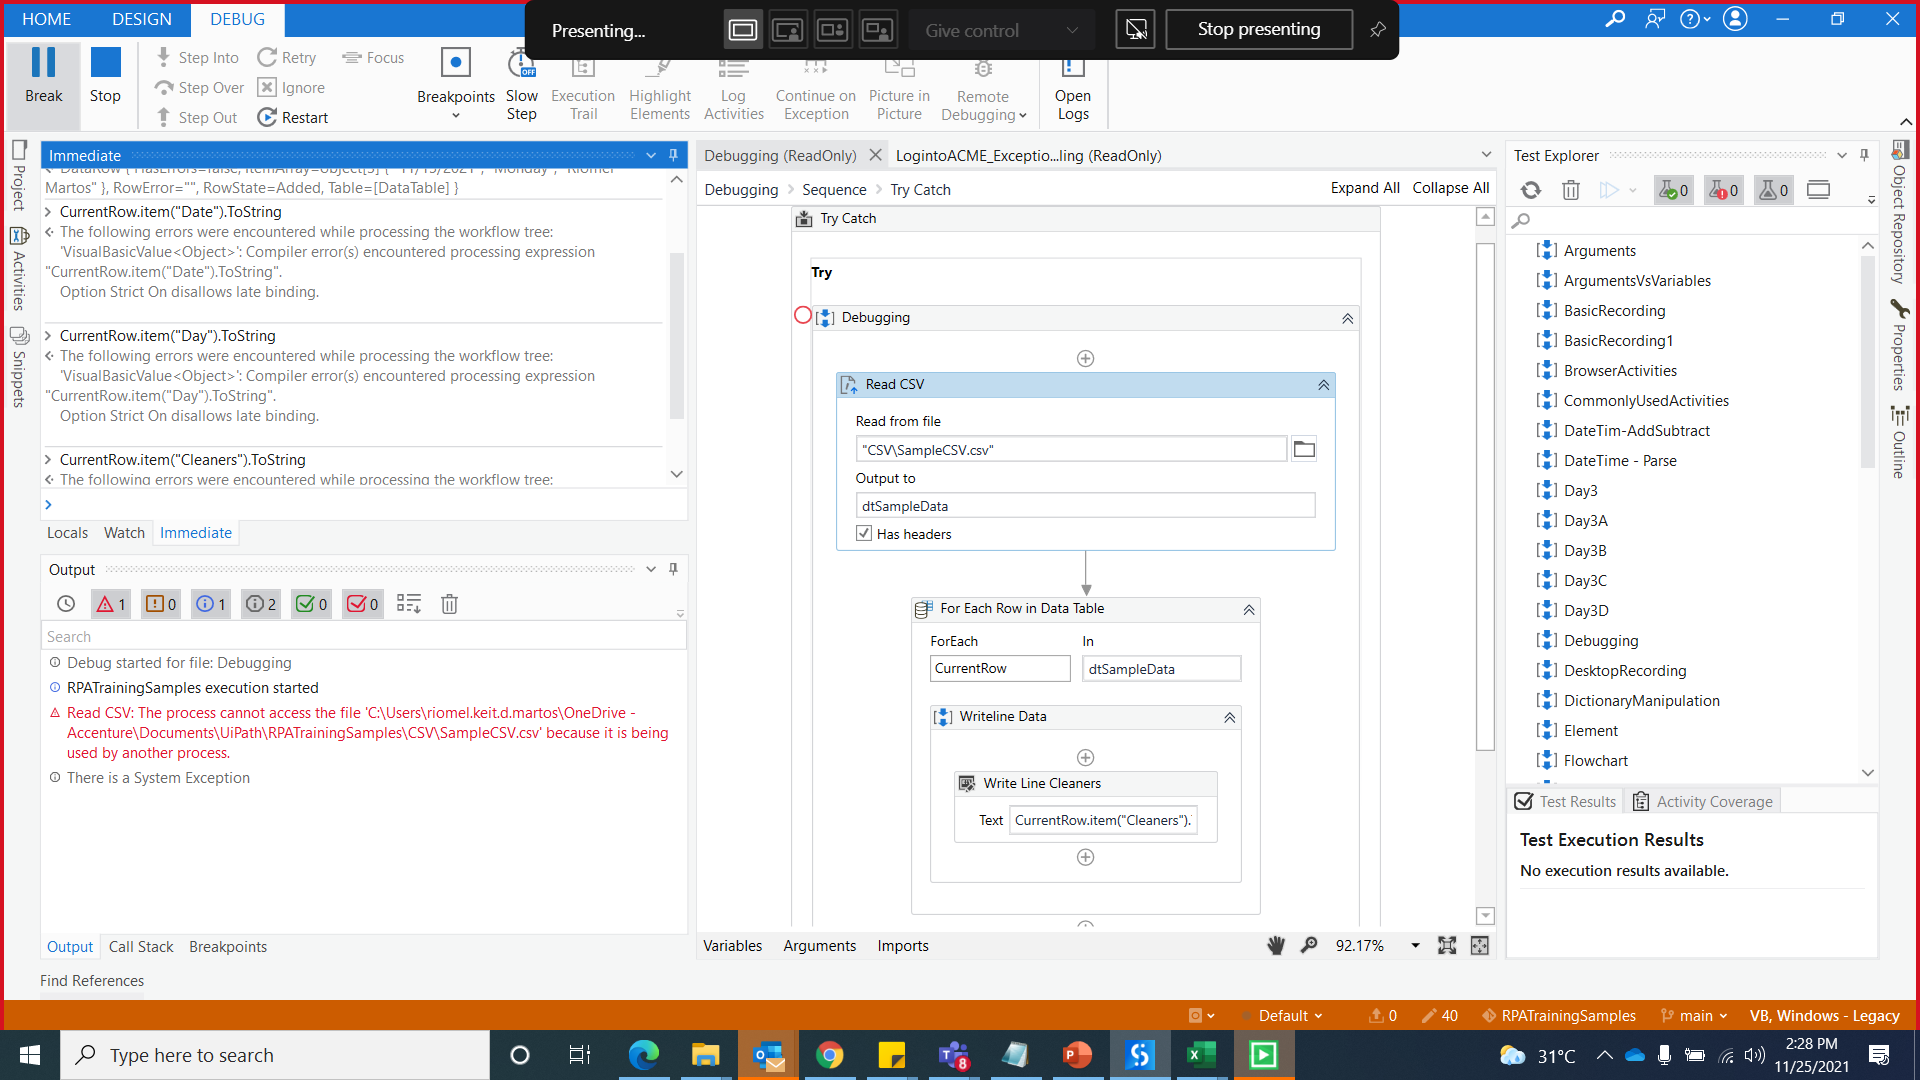 HOME DESIGN DEBUG
Presenting...
Give control
Stop presenting
Break
Stop
Step Into
Step Over
Step Out
Retry
Ignore
Restart
Focus
Breakpoints
Slow Step
OFF
Execution Trail
Highlight Elements
Log Activities
Continue on Exception
Picture in Picture
Remote Debugging
Open Logs
Project
Activities
Snippets
Immediate
Martos" }, RowError="", RowState=Added, Table=[DataTable] }
CurrentRow.item("Date").ToString
The following errors were encountered while processing the workflow tree:
'VisualBasicValue<Object>': Compiler error(s) encountered processing expression
"CurrentRow.item("Date").ToString".
Option Strict On disallows late binding.
CurrentRow.item("Day").ToString
The following errors were encountered while processing the workflow tree:
'VisualBasicValue<Object>': Compiler error(s) encountered processing expression
"CurrentRow.item("Day").ToString".
Option Strict On disallows late binding.
CurrentRow.item("Cleaners").ToString
The following errors were encountered while processing the workflow tree:
Locals Watch Immediate
Output
1 0 1 2 0 0
Search
Debug started for file: Debugging
RPATrainingSamples execution started
Read CSV: The process cannot access the file 'C:\Users\riomel.keit.d.martos\OneDrive -
Accenture\Documents\UiPath\RPATrainingSamples\CSV\SampleCSV.csv' because it is being
used by another process.
There is a System Exception
Output Call Stack Breakpoints
Find References
Debugging (ReadOnly) LogintoACME_Exceptio...ling (ReadOnly)
Debugging Sequence Try Catch
Expand All Collapse All
Try Catch
Try
Debugging
Read CSV
Read from file
"CSV\SampleCSV.csv"
Output to
dtSampleData
Has headers
For Each Row in Data Table
ForEach In
CurrentRow dtSampleData
Writeline Data
Write Line Cleaners
Text CurrentRow.item("Cleaners").
Variables Arguments Imports
92.17%
Test Explorer
0 0 0
Arguments
ArgumentsVsVariables
BasicRecording
BasicRecording1
BrowserActivities
CommonlyUsedActivities
DateTim-AddSubtract
DateTime - Parse
Day3
Day3A
Day3B
Day3C
Day3D
Debugging
DesktopRecording
DictionaryManipulation
Element
Flowchart
Test Results Activity Coverage
Test Execution Results
No execution results available.
Object Repository
Properties
Outline
Default 0 40 RPATrainingSamples main VB, Windows - Legacy
Type here to search
8
31°C
2:28 PM
11/25/2021